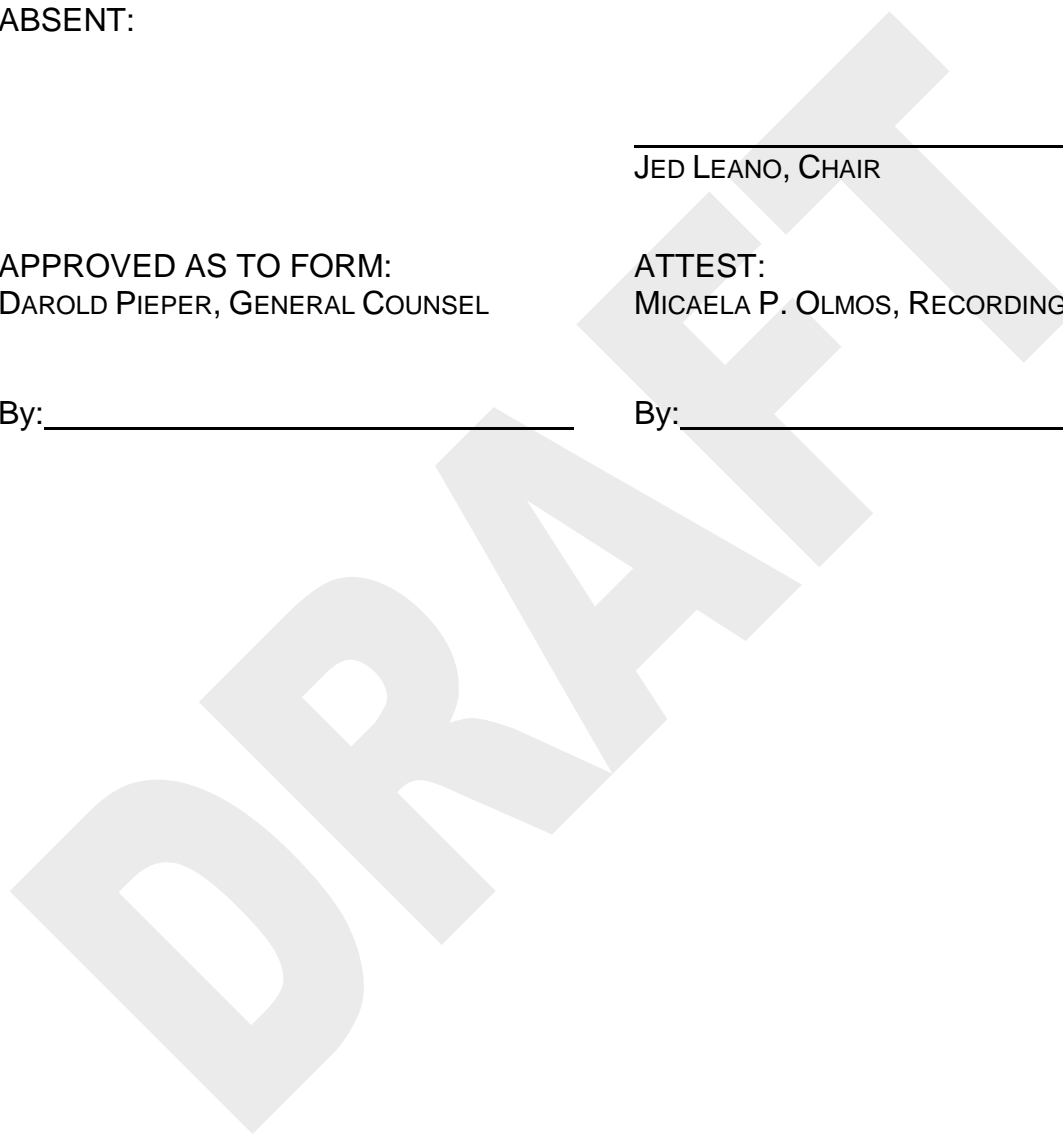 ABSENT:
JED LEANO, CHAIR
APPROVED AS TO FORM:
DAROLD PIEPER, GENERAL COUNSEL
ATTEST:
MICAELA P. OLMOS, RECORDING
By:
By:
DRAFT